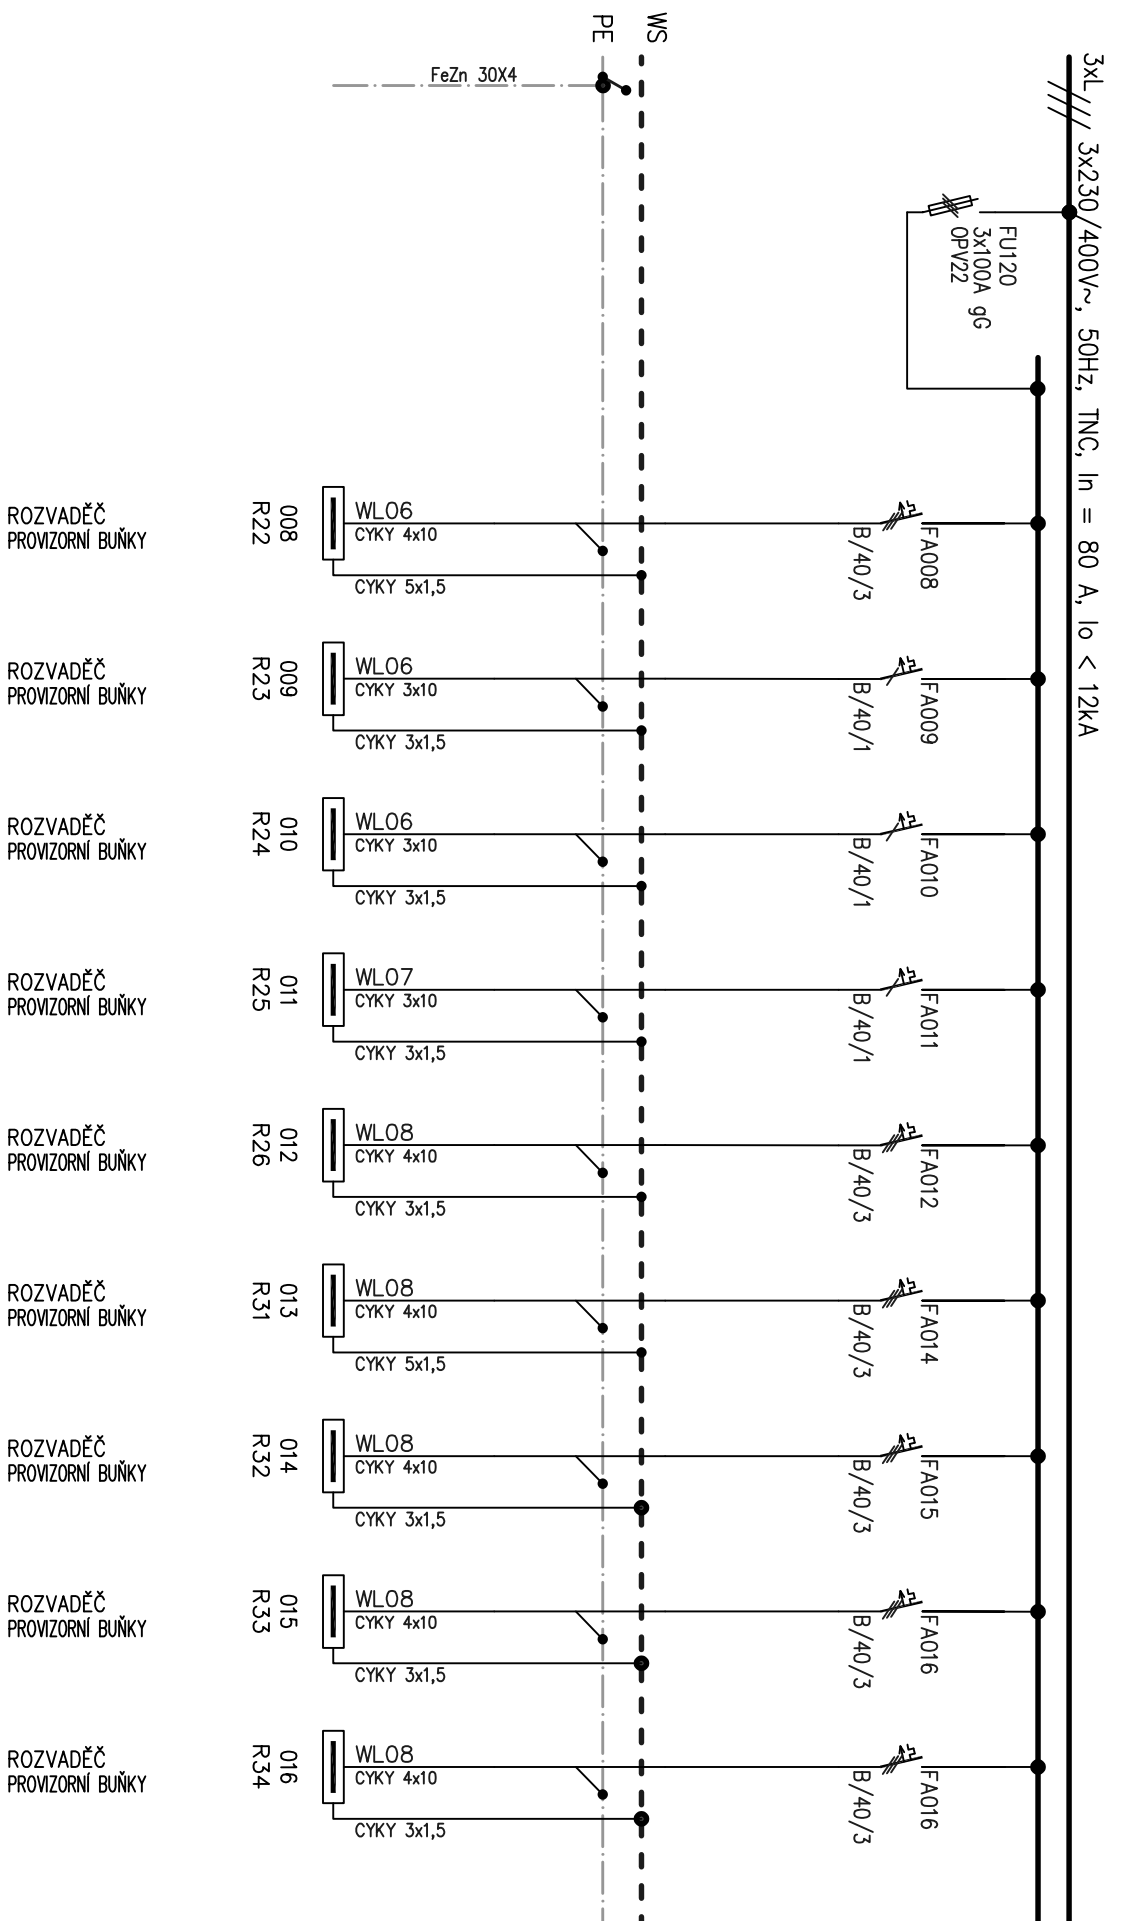 3xL
3x230/400V~, 50Hz, TNC, In = 80 A, Io < 12kA
WS
PE
FeZn 30X4
FU120
3x100A gG
OPV22
FA008
B/40/3
WL06
CYKY 4x10
CYKY 5x1,5
008
R22
ROZVADĚČ
PROVIZORNÍ BUŇKY
FA009
B/40/1
WL06
CYKY 3x10
CYKY 3x1,5
009
R23
ROZVADĚČ
PROVIZORNÍ BUŇKY
FA010
B/40/1
WL06
CYKY 3x10
CYKY 3x1,5
010
R24
ROZVADĚČ
PROVIZORNÍ BUŇKY
FA011
B/40/1
WL07
CYKY 3x10
CYKY 3x1,5
011
R25
ROZVADĚČ
PROVIZORNÍ BUŇKY
FA012
B/40/3
WL08
CYKY 4x10
CYKY 3x1,5
012
R26
ROZVADĚČ
PROVIZORNÍ BUŇKY
FA014
B/40/3
WL08
CYKY 4x10
CYKY 5x1,5
013
R31
ROZVADĚČ
PROVIZORNÍ BUŇKY
FA015
B/40/3
WL08
CYKY 4x10
CYKY 3x1,5
014
R32
ROZVADĚČ
PROVIZORNÍ BUŇKY
FA016
B/40/3
WL08
CYKY 4x10
CYKY 3x1,5
015
R33
ROZVADĚČ
PROVIZORNÍ BUŇKY
FA016
B/40/3
WL08
CYKY 4x10
CYKY 3x1,5
016
R34
ROZVADĚČ
PROVIZORNÍ BUŇKY